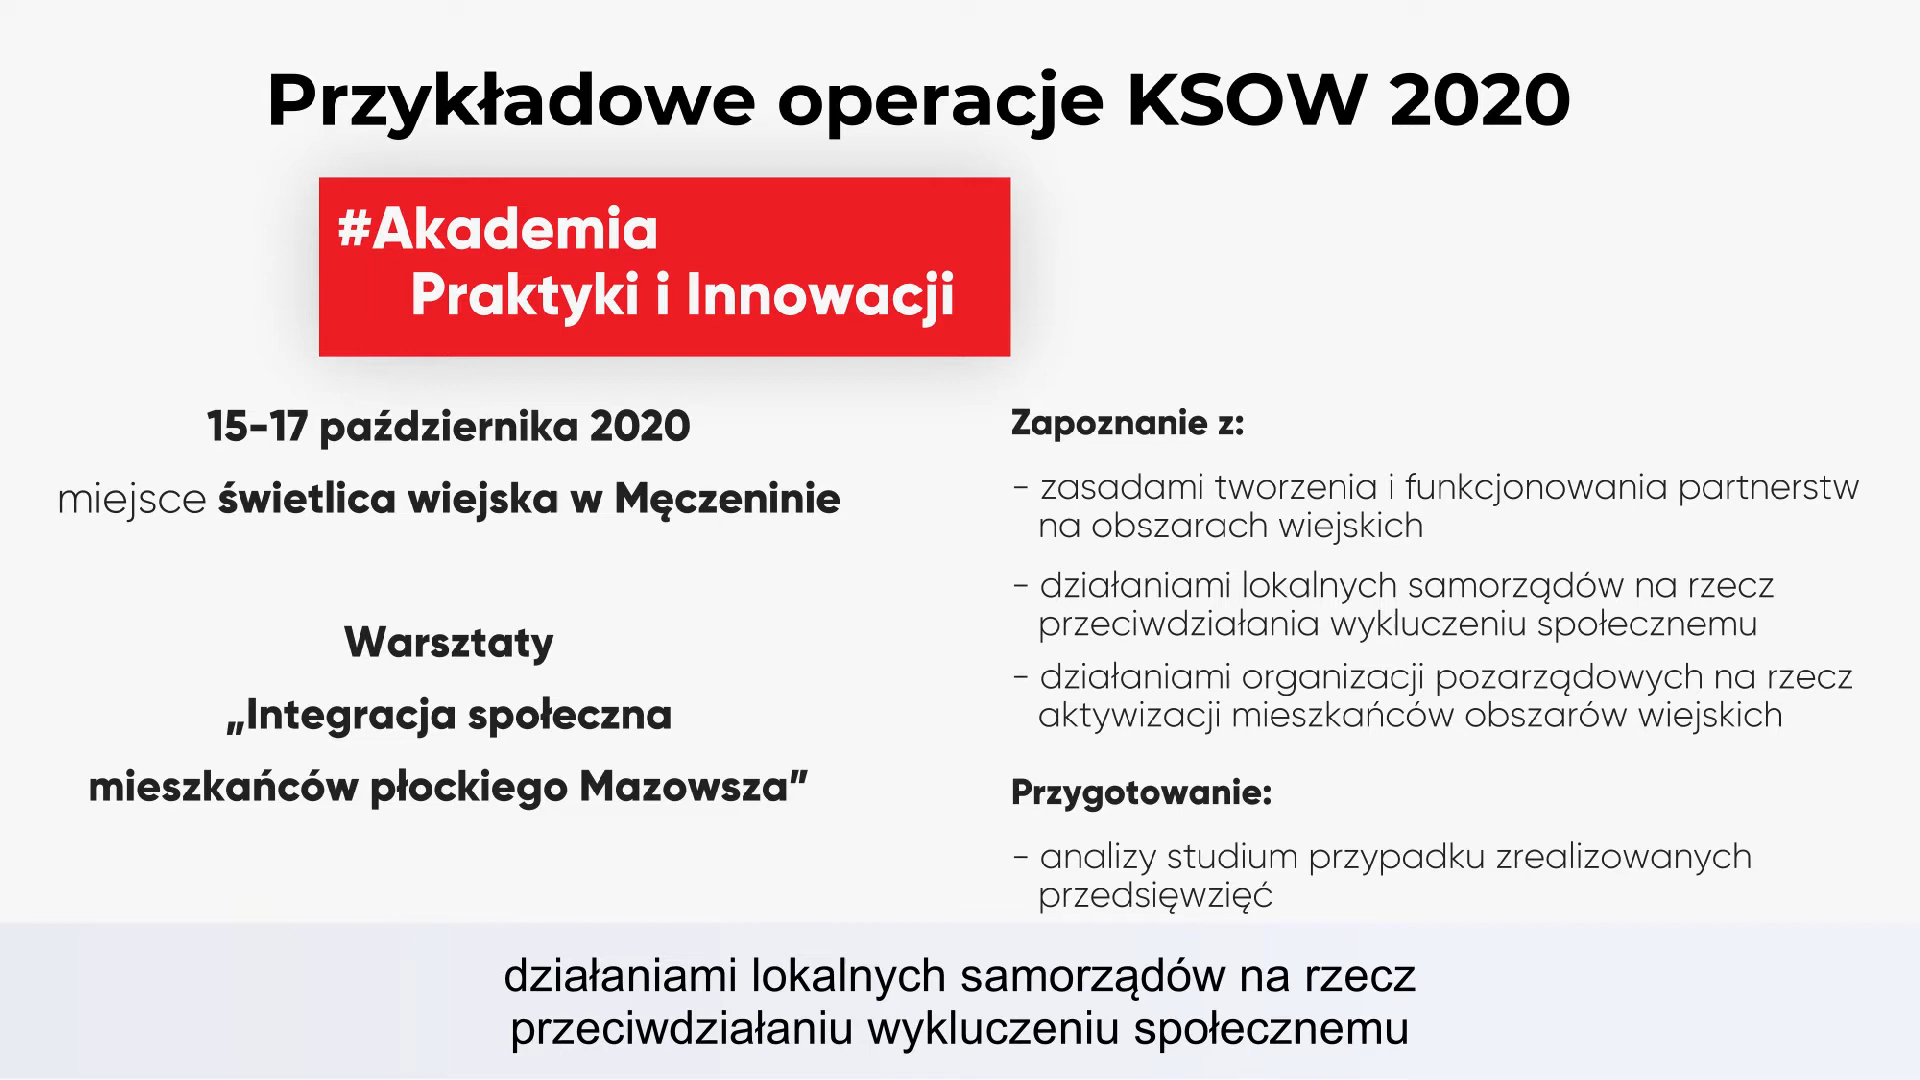 Przykładowe operacje KSOW 2020
#Akademia
Praktyki i Innowacji
15-17 października 2020
miejsce świetlica wiejska w Męczeninie
Warsztaty
„Integracja społeczna
mieszkańców płockiego Mazowsza”
Zapoznanie z:
- zasadami tworzenia i funkcjonowania partnerstw
na obszarach wiejskich
- działaniami lokalnych samorządów na rzecz
przeciwdziałania wykluczeniu społecznemu
- działaniami organizacji pozarządowych na rzecz
aktywizacji mieszkańców obszarów wiejskich
Przygotowanie:
- analizy studium przypadku zrealizowanych
przedsięwzięć
działaniami lokalnych samorządów na rzecz
przeciwdziałaniu wykluczeniu społecznemu